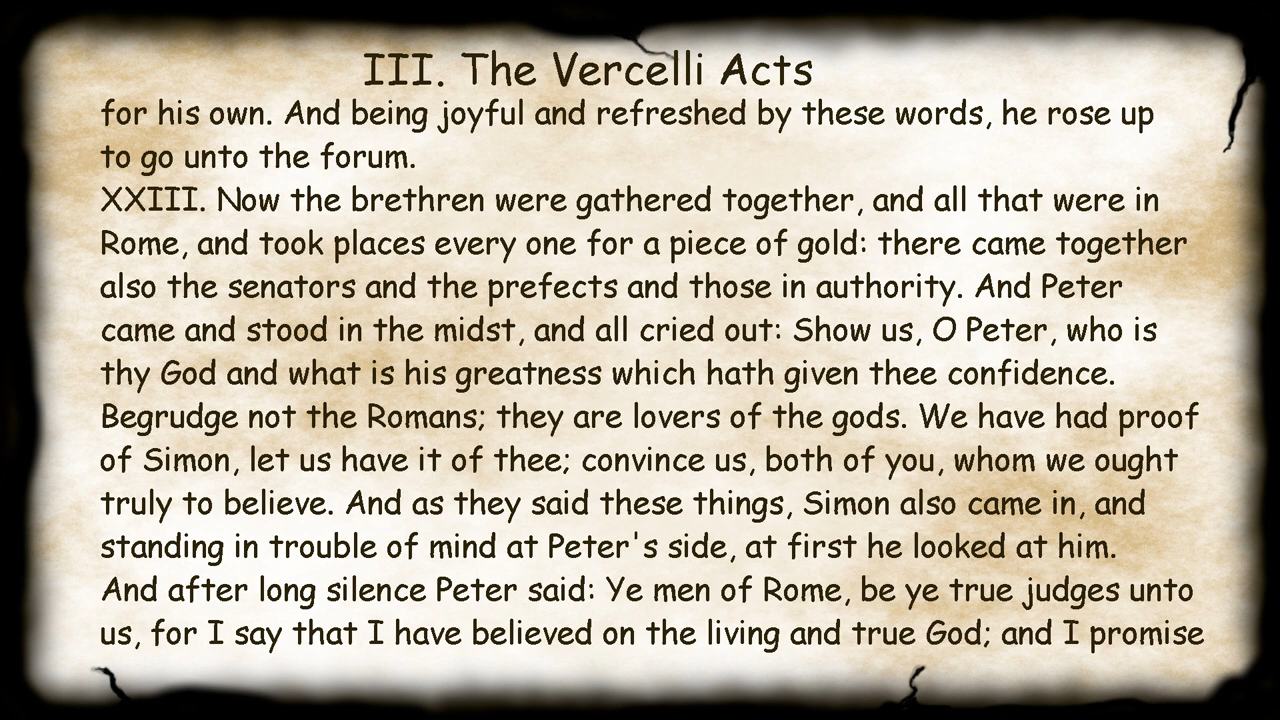 III. The Vercelli Acts
for his own. And being joyful and refreshed by these words, he rose up
to go unto the forum.
XXIII. Now the brethren were gathered together, and all that were in
Rome, and took places every one for a piece of gold: there came together
also the senators and the prefects and those in authority. And Peter
came and stood in the midst, and all cried out: Show us, O Peter, who is
thy God and what is his greatness which hath given thee confidence.
Begrudge not the Romans; they are lovers of the gods. We have had proof
of Simon, let us have it of thee; convince us, both of you, whom we ought
truly to believe. And as they said these things, Simon also came in, and
standing in trouble of mind at Peter's side, at first he looked at him.
And after long silence Peter said: Ye men of Rome, be ye true judges unto
us, for I say that I have believed on the living and true God; and I promise